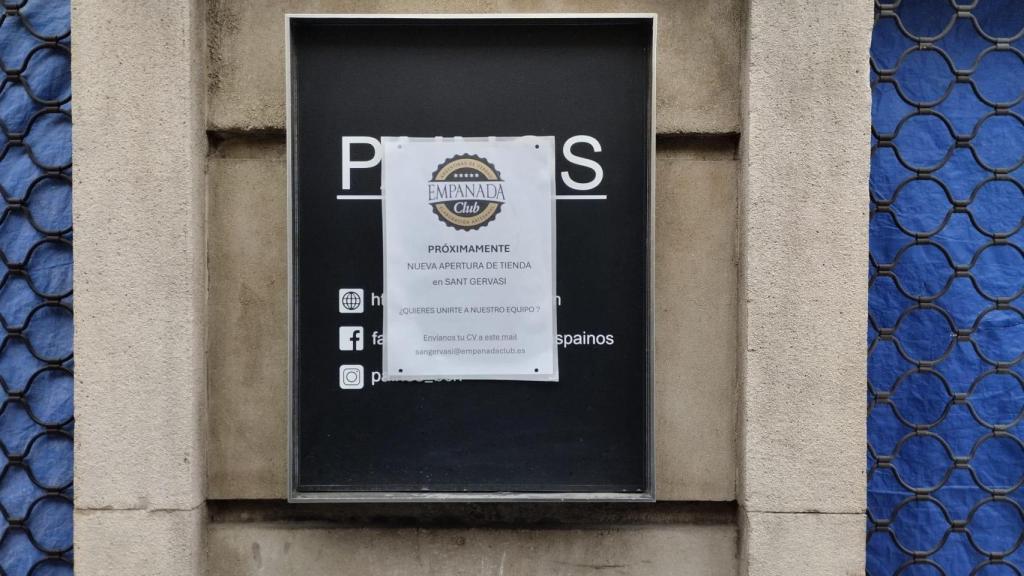 P S
EMPANADA
Club
PRÓXIMAMENTE
NUEVA APERTURA DE TIENDA
en SANT GERVASI
¿QUIERES UNIRTE A NUESTRO EQUIPO ?
Envíanos tu CV a este mail
sangervasi@empanadaclub.es
spainos